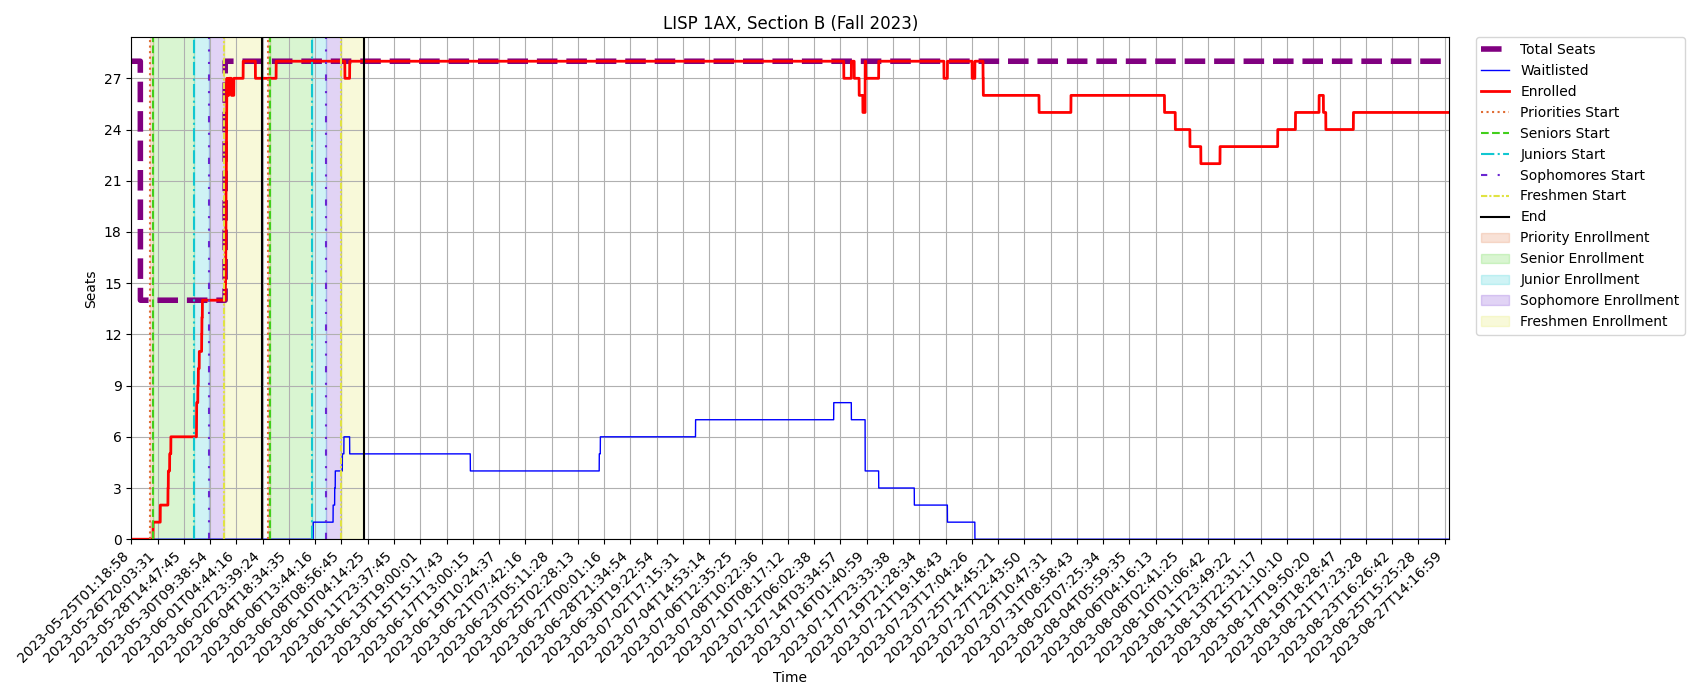 LISP 1AX, Section B (Fall 2023)
Total Seats
Waitlisted
Enrolled
Priorities Start
Seniors Start
Juniors Start
Sophomores Start
Freshmen Start
End
Priority Enrollment
Senior Enrollment
Junior Enrollment
Sophomore Enrollment
Freshmen Enrollment
Seats
27
24
21
18
15
12
9
6
3
0
2023-05-25T01:18:58
2023-05-26T20:03:31
2023-05-28T14:47:45
2023-05-30T09:38:54
2023-06-01T04:44:16
2023-06-02T23:39:24
2023-06-04T18:34:35
2023-06-06T13:44:16
2023-06-08T08:56:45
2023-06-10T04:14:25
2023-06-11T23:37:45
2023-06-13T19:00:01
2023-06-15T15:17:43
2023-06-17T13:00:15
2023-06-19T10:24:37
2023-06-21T07:42:16
2023-06-23T05:11:28
2023-06-25T02:28:13
2023-06-27T00:01:16
2023-06-28T21:34:54
2023-06-30T19:22:54
2023-07-02T17:15:31
2023-07-04T14:53:14
2023-07-06T12:35:25
2023-07-08T10:22:36
2023-07-10T08:17:12
2023-07-12T06:02:38
2023-07-14T03:34:57
2023-07-16T01:40:59
2023-07-17T23:33:38
2023-07-19T21:28:34
2023-07-21T19:18:43
2023-07-23T17:04:26
2023-07-25T14:45:21
2023-07-27T12:43:50
2023-07-29T10:47:31
2023-07-31T08:58:43
2023-08-02T07:25:34
2023-08-04T05:59:35
2023-08-06T04:16:13
2023-08-08T02:41:25
2023-08-10T01:06:42
2023-08-11T23:49:22
2023-08-13T22:31:17
2023-08-15T21:10:10
2023-08-17T19:50:20
2023-08-19T18:28:47
2023-08-21T17:23:28
2023-08-23T16:26:42
2023-08-25T15:25:28
2023-08-27T14:16:59
Time